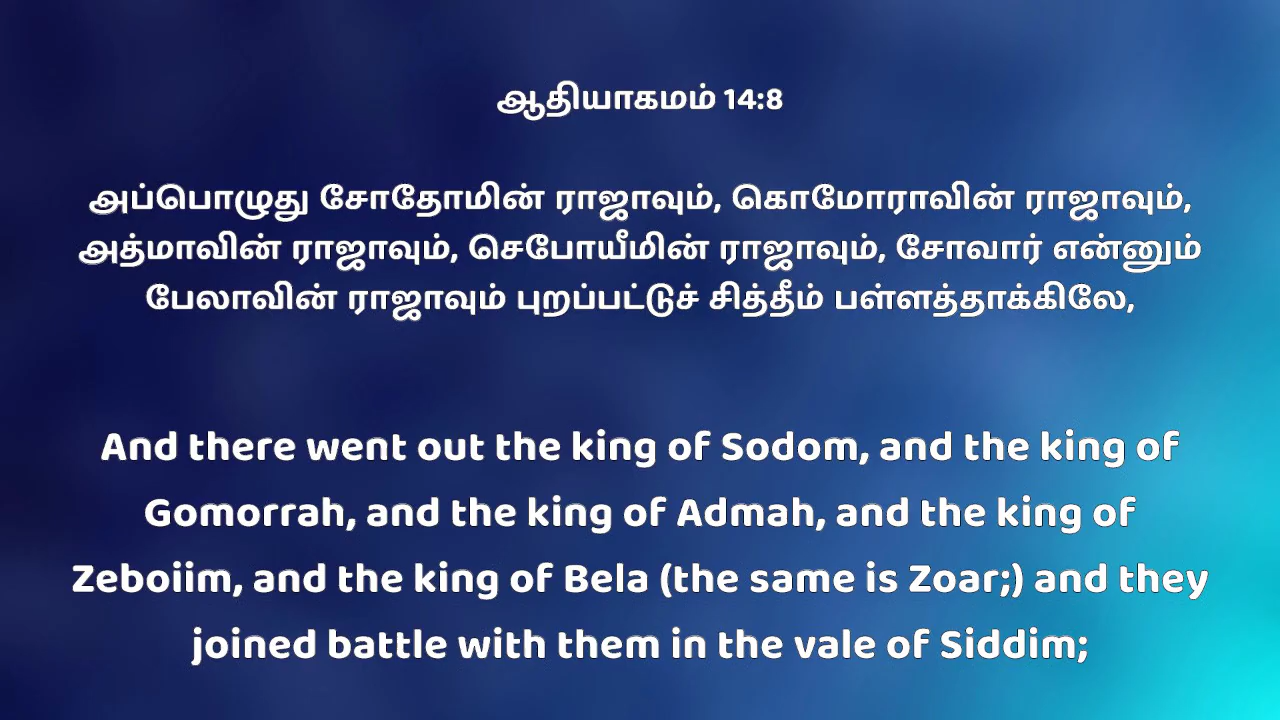 ஆதியாகமம் 14:8
அப்பொழுது சோதோமின் ராஜாவும், கொமோராவின் ராஜாவும்,
அத்மாவின் ராஜாவும், செபோயீமின் ராஜாவும், சோவார் என்னும்
பேலாவின் ராஜாவும் புறப்பட்டுச் சித்தீம் பள்ளத்தாக்கிலே,
And there went out the king of Sodom, and the king of
Gomorrah, and the king of Admah, and the king of
Zeboiim, and the king of Bela (the same is Zoar;) and they
joined battle with them in the vale of Siddim;